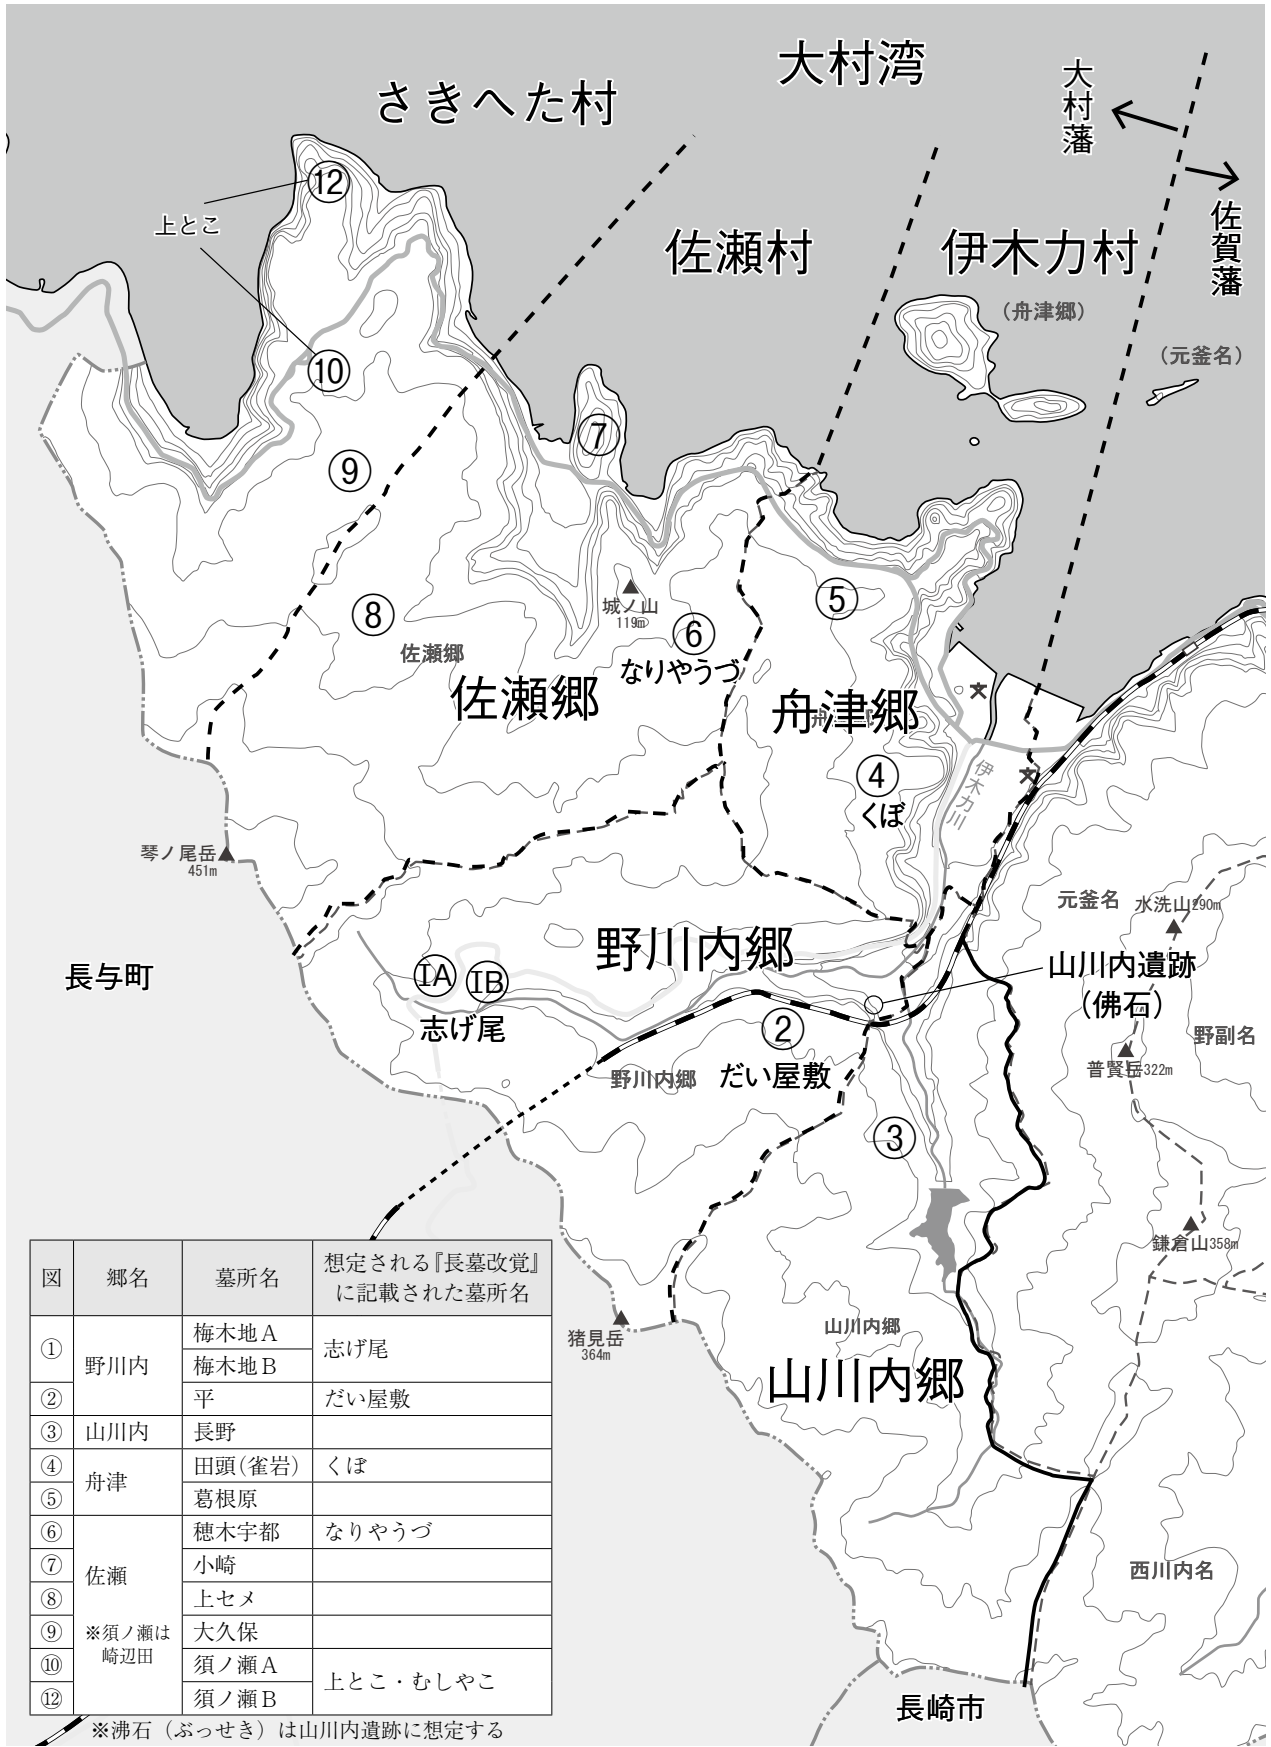 大村湾
さきへた村
大村藩
佐賀藩
⑫
上とこ
佐瀬村
伊木力村
(舟津郷)
(元釜名)
⑩
⑦
⑨
⑤
⑧
城ノ山
119m
⑥
なりやうづ
佐瀬郷
佐瀬郷
舟津郷
④
くぼ
伊木力川
琴ノ尾岳
451m
元釜名
水洗山290m
野川内郷
長与町
ⅠA
ⅠB
志げ尾
山川内遺跡
(佛石)
②
野副名
野川内郷
だい屋敷
普賢岳322m
③
鎌倉山358m
猪見岳
364m
山川内郷
山川内郷
西川内名
長崎市
図 郷名 墓所名 想定される『長墓改覚』に記載された墓所名
① 野川内 梅木地A 志げ尾
梅木地B
② 平 だい屋敷
③ 山川内 長野
④ 舟津 田頭(雀岩) くぼ
⑤ 葛根原
⑥ 佐瀬 穂木宇都 なりやうづ
⑦ 小崎
⑧ 上セメ
⑨ ※須ノ瀬は崎辺田 大久保
⑩ 須ノ瀬A 上とこ・むしやこ
⑫ 須ノ瀬B
※沸石(ぶっせき)は山川内遺跡に想定する